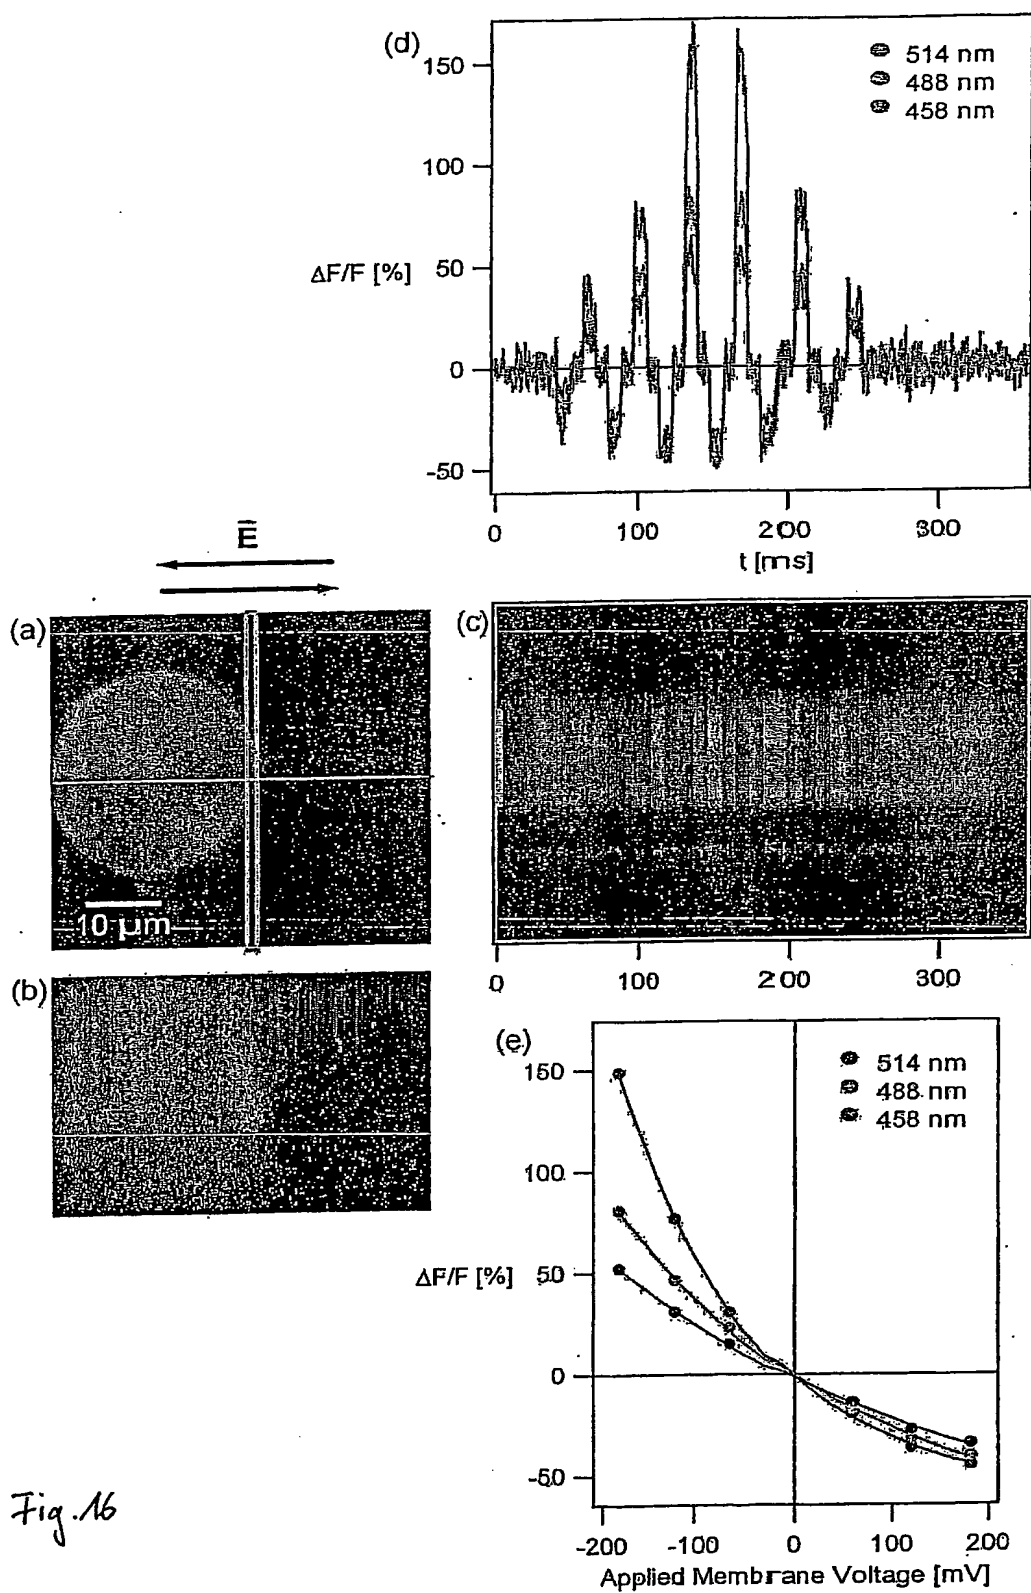 (d)
150
100
50
0
-50
ΔF/F [%]
514 nm
488 nm
458 nm
0 100 200 300
t [ms]
E
(a)
10 µm
(b)
(c)
0 100 200 300
(e)
150
100
50
0
-50
ΔF/F [%]
514 nm
488 nm
458 nm
-200 -100 0 100 200
Applied Membrane Voltage [mV]
Fig. 16